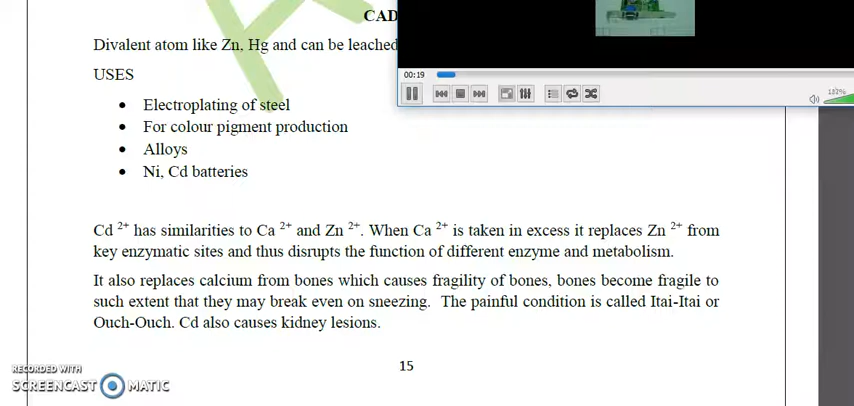 CAD
Divalent atom like Zn, Hg and can be leached
00:19
USES
132%
• Electroplating of steel
• For colour pigment production
• Alloys
• Ni, Cd batteries
Cd 2+ has similarities to Ca 2+ and Zn 2+. When Ca 2+ is taken in excess it replaces Zn 2+ from
key enzymatic sites and thus disrupts the function of different enzyme and metabolism.
It also replaces calcium from bones which causes fragility of bones, bones become fragile to
such extent that they may break even on sneezing. The painful condition is called Itai-Itai or
Ouch-Ouch. Cd also causes kidney lesions.
15
RECORDED WITH
SCREENCAST MATIC